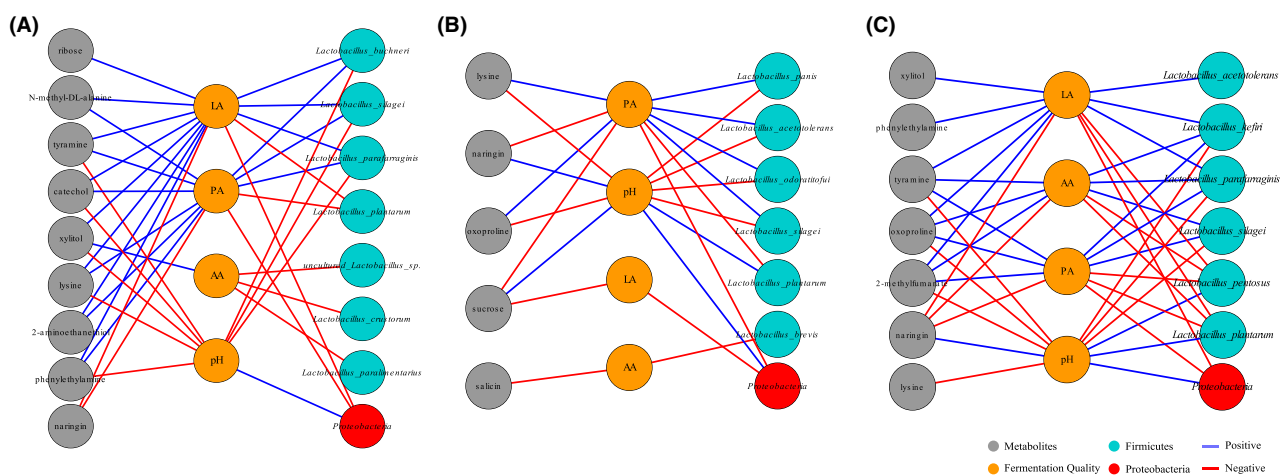 (A)
ribose
N-methyl-DL-alanine
tyramine
catechol
xylitol
lysine
2-aminoethanethiol
phenylethylamine
naringin
LA
PA
AA
pH
Lactobacillus_buchneri
Lactobacillus_silagei
Lactobacillus_parafarraginis
Lactobacillus_plantarum
uncultured_Lactobacillus_sp.
Lactobacillus_crustorum
Lactobacillus_paralimentarius
Proteobacteria
(B)
lysine
naringin
oxoproline
sucrose
salicin
PA
pH
LA
AA
Lactobacillus_panis
Lactobacillus_acetotolerans
Lactobacillus_odoratitofui
Lactobacillus_silagei
Lactobacillus_plantarum
Lactobacillus_brevis
Proteobacteria
(C)
xylitol
phenylethylamine
tyramine
oxoproline
2-methylfumarate
naringin
lysine
LA
AA
PA
pH
Lactobacillus_acetotolerans
Lactobacillus_kefiri
Lactobacillus_parafarraginis
Lactobacillus_silagei
Lactobacillus_pentosus
Lactobacillus_plantarum
Proteobacteria
Metabolites
Firmicutes
Positive
Fermentation Quality
Proteobacteria
Negative